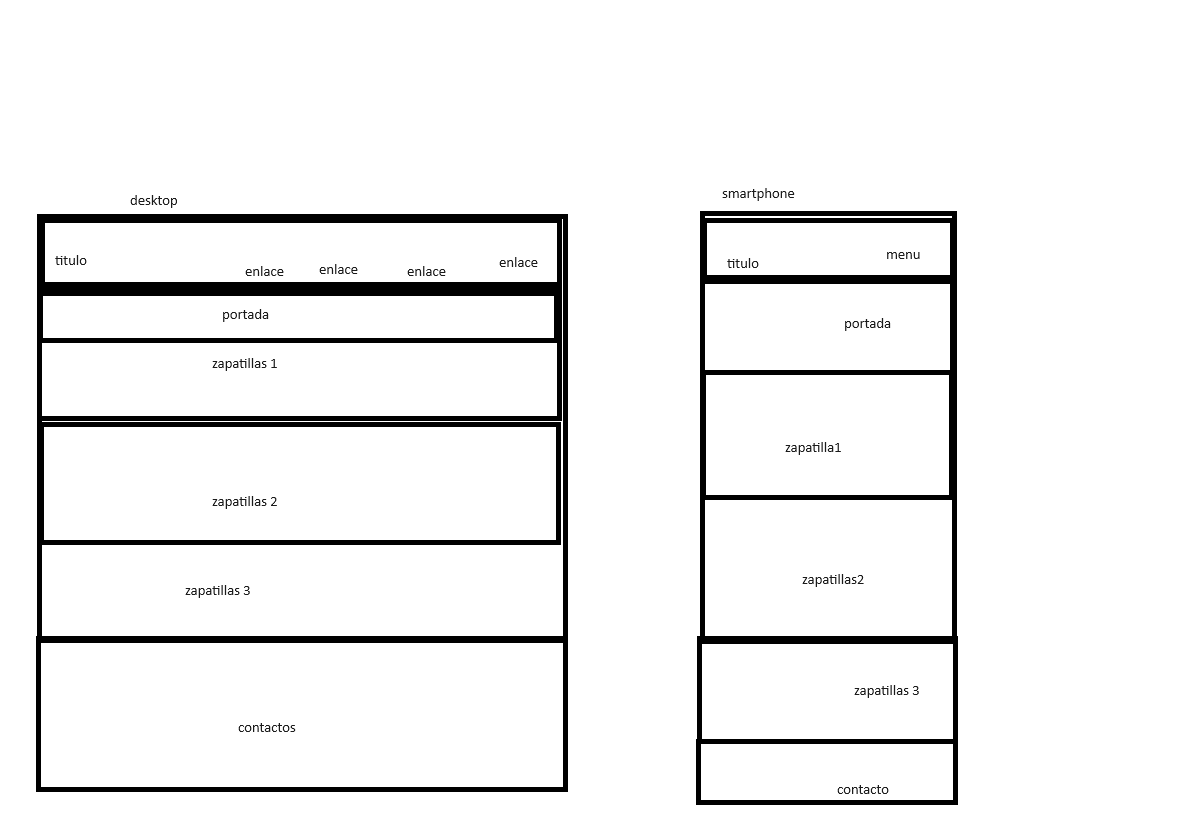 desktop
titulo
enlace
enlace
enlace
enlace
portada
zapatillas 1
zapatillas 2
zapatillas 3
contactos
smartphone
titulo
menu
portada
zapatilla1
zapatillas2
zapatillas 3
contacto